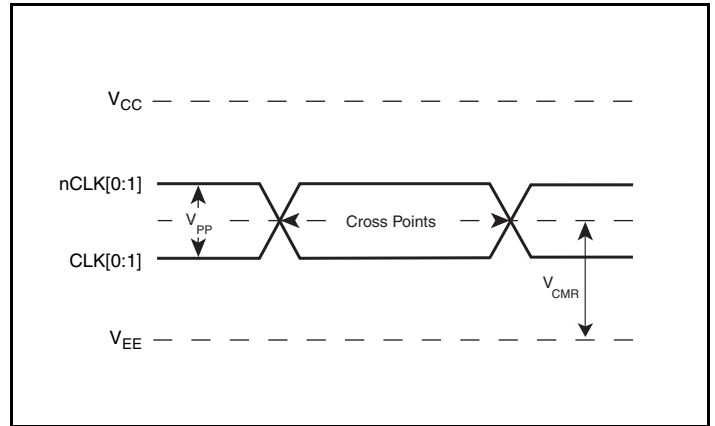 VCC
nCLK[0:1]
VPP
Cross Points
CLK[0:1]
VCMR
VEE